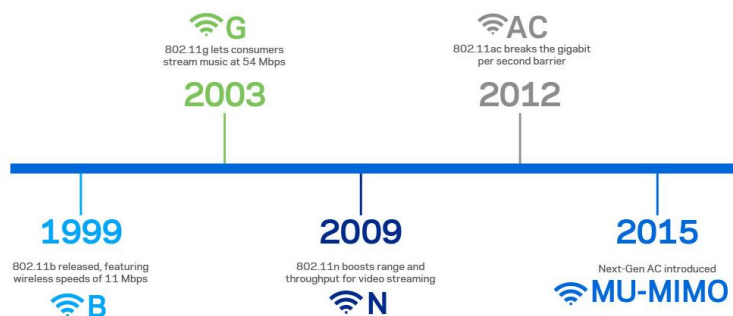 G
802.11g lets consumers
stream music at 54 Mbps
2003
AC
802.11ac breaks the gigabit
per second barrier
2012
1999
802.11b released, featuring
wireless speeds of 11 Mbps
B
2009
802.11n boosts range and
throughput for video streaming
N
2015
Next-Gen AC introduced
MU-MIMO